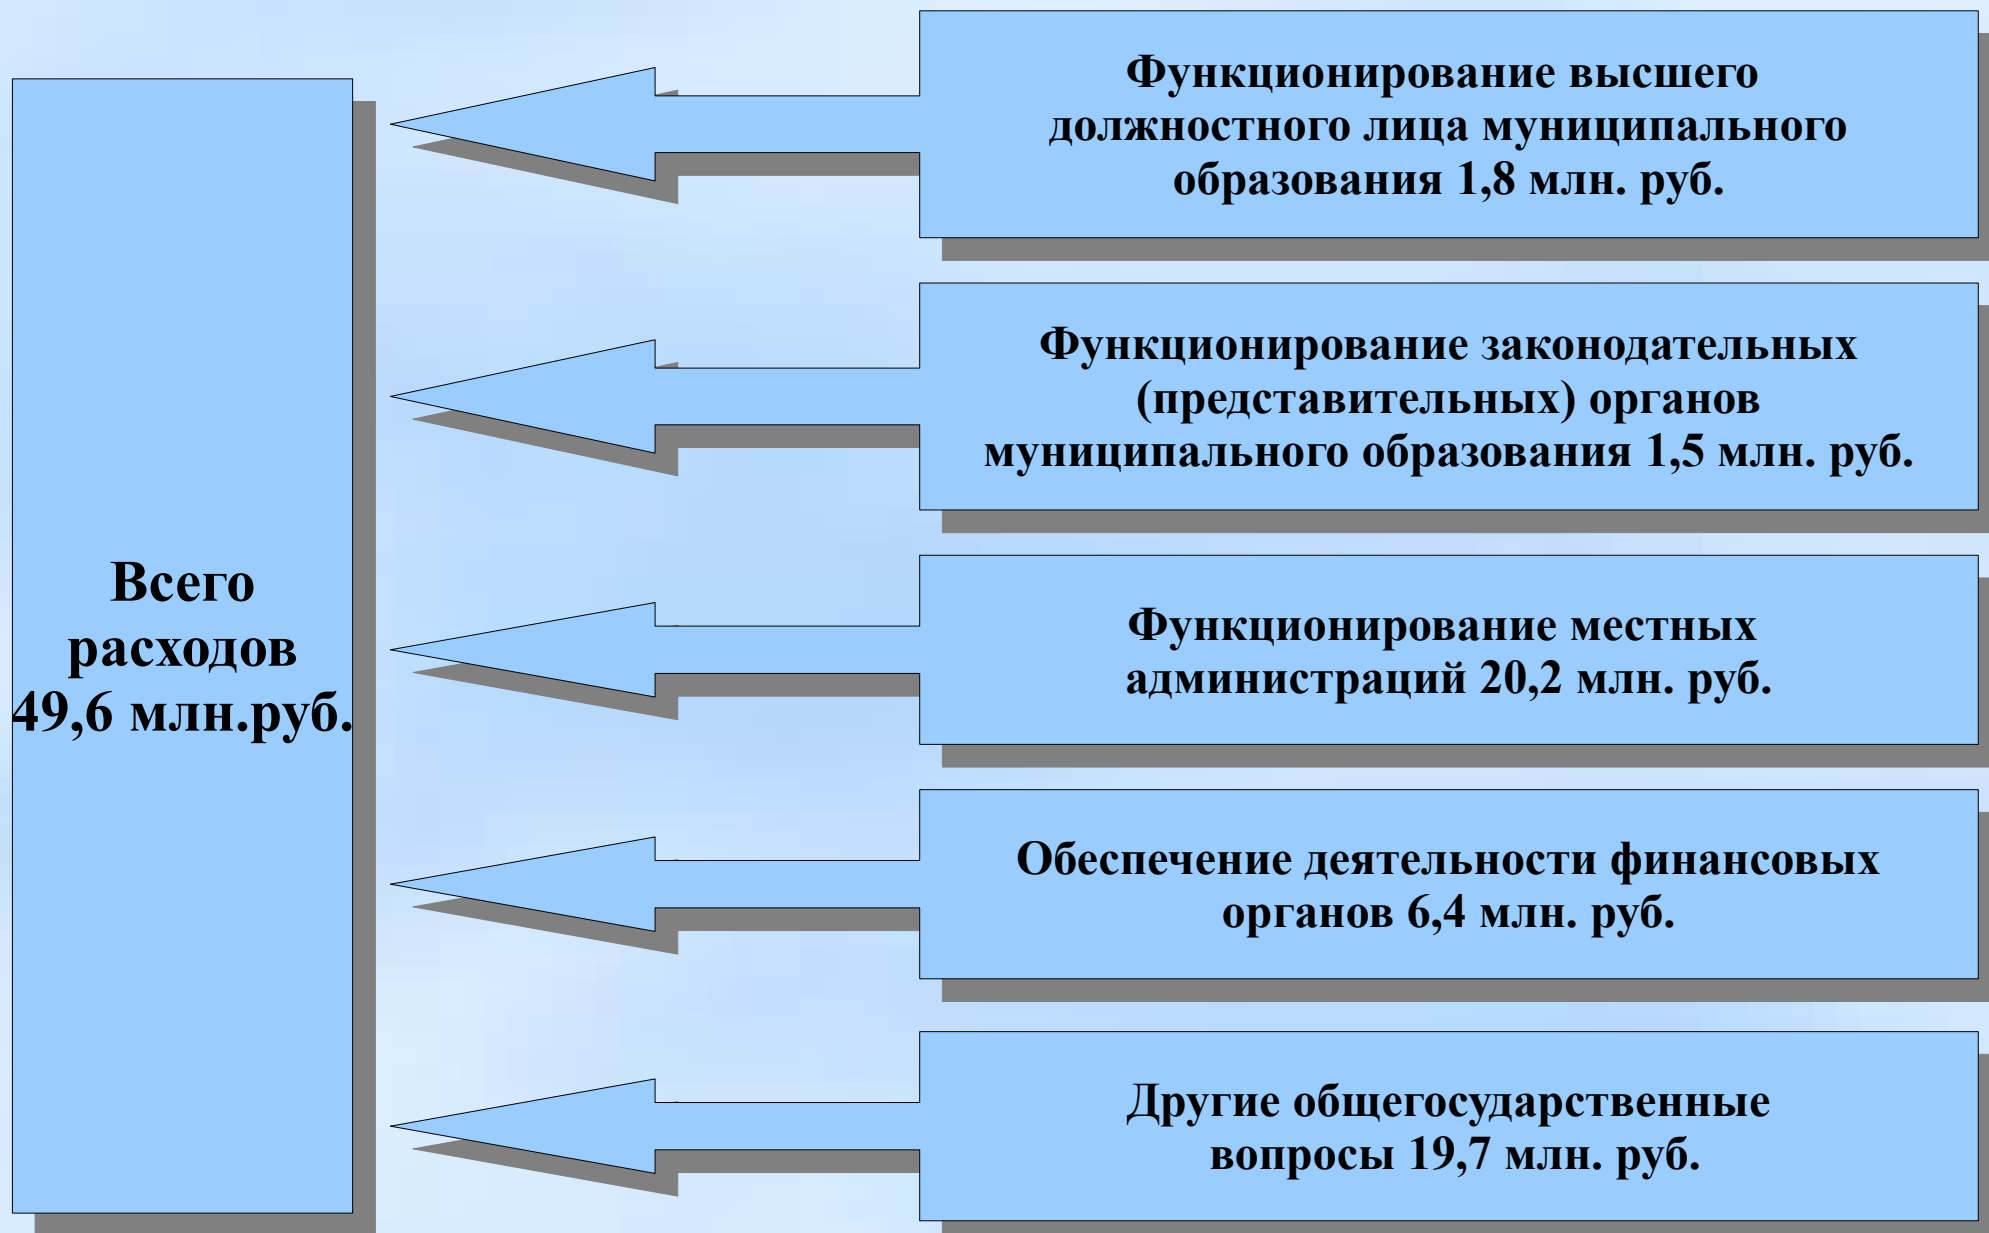 Функционирование высшего
должностного лица муниципального
образования 1,8 млн. руб.
Функционирование законодательных
(представительных) органов
муниципального образования 1,5 млн. руб.
Всего
расходов
49,6 млн.руб.
Функционирование местных
администраций 20,2 млн. руб.
Обеспечение деятельности финансовых
органов 6,4 млн. руб.
Другие общегосударственные
вопросы 19,7 млн. руб.